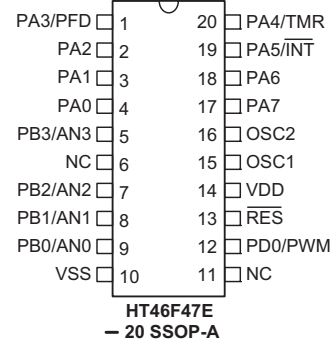 PA3/PFD 1 20 PA4/TMR
PA2 2 19 PA5/INT
PA1 3 18 PA6
PA0 4 17 PA7
PB3/AN3 5 16 OSC2
NC 6 15 OSC1
PB2/AN2 7 14 VDD
PB1/AN1 8 13 RES
PB0/AN0 9 12 PD0/PWM
VSS 10 11 NC
HT46F47E
– 20 SSOP-A